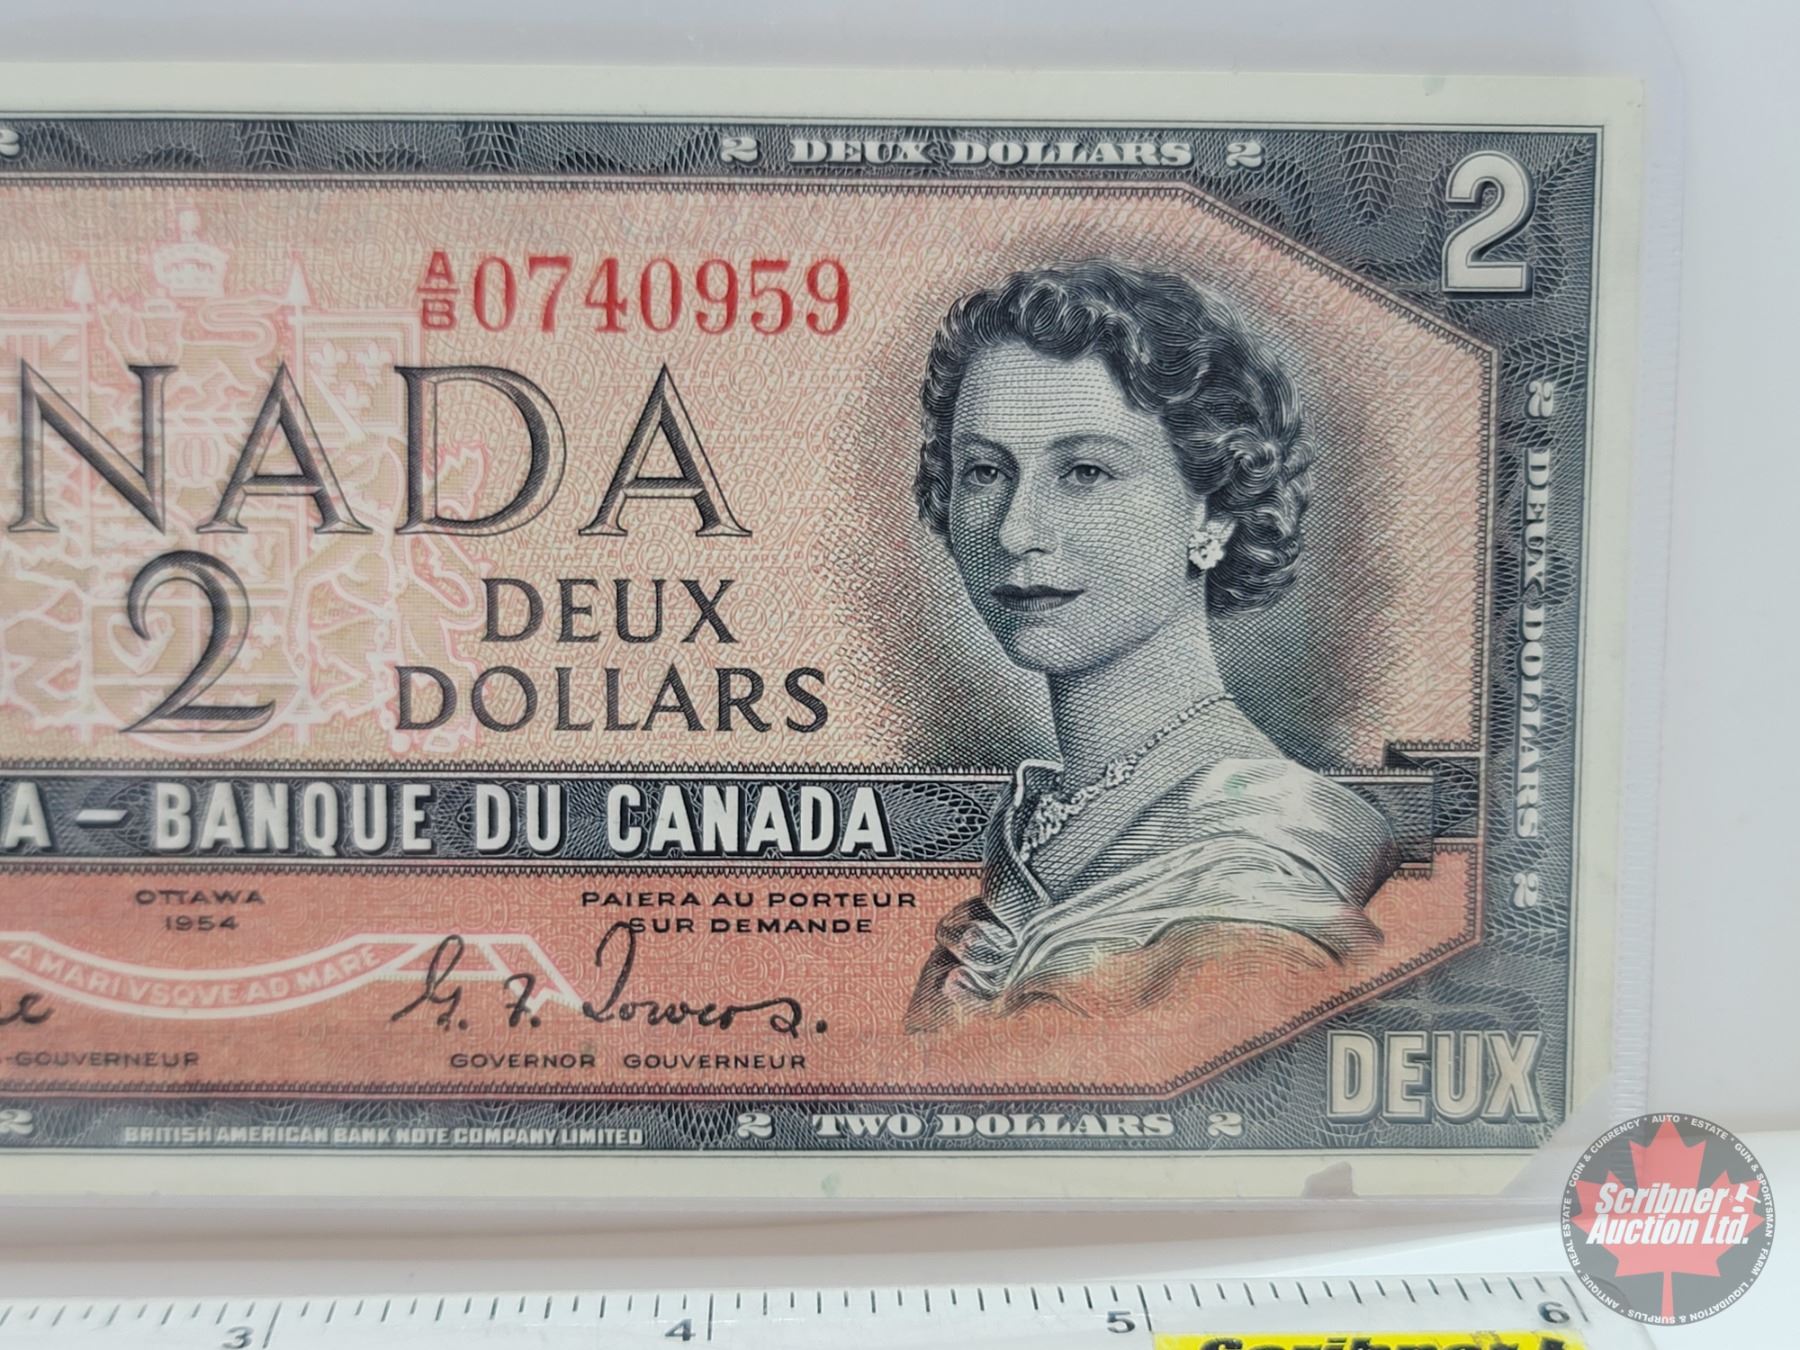 2 2 DEUX DOLLARS 2
2
A/B 0740959
NADA
2 DEUX
DOLLARS
2 DEUX DOLLARS 2
A – BANQUE DU CANADA
OTTAWA
1954
PAIERA AU PORTEUR
SUR DEMANDE
A MARI VSQVE AD MARE
G. F. Towers.
-GOUVERNEUR
GOVERNOR GOUVERNEUR
DEUX
2 BRITISH AMERICAN BANK NOTE COMPANY LIMITED 2 TWO DOLLARS 2
3 4 5 6
COIN & CURRENCY • AUTO • ESTATE • GUN & SPORTSMAN • FARM • LIQUIDATION & SURPLUS • ANTIQUE • REAL ESTATE •
Scribner
Auction Ltd.